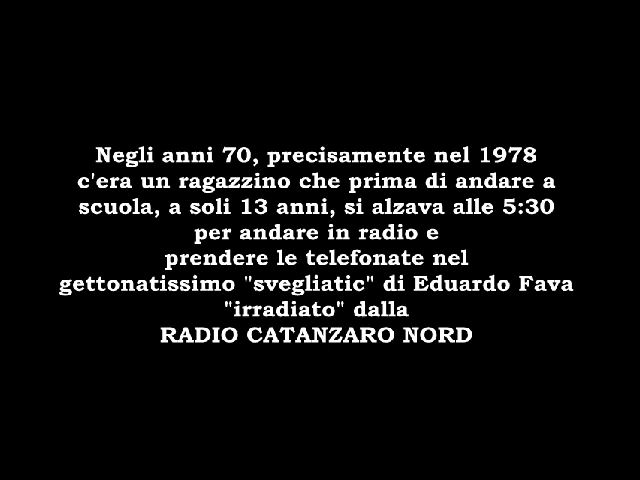 Negli anni 70, precisamente nel 1978
c'era un ragazzino che prima di andare a
scuola, a soli 13 anni, si alzava alle 5:30
per andare in radio e
prendere le telefonate nel
gettonatissimo "svegliatic" di Eduardo Fava
"irradiato" dalla
RADIO CATANZARO NORD